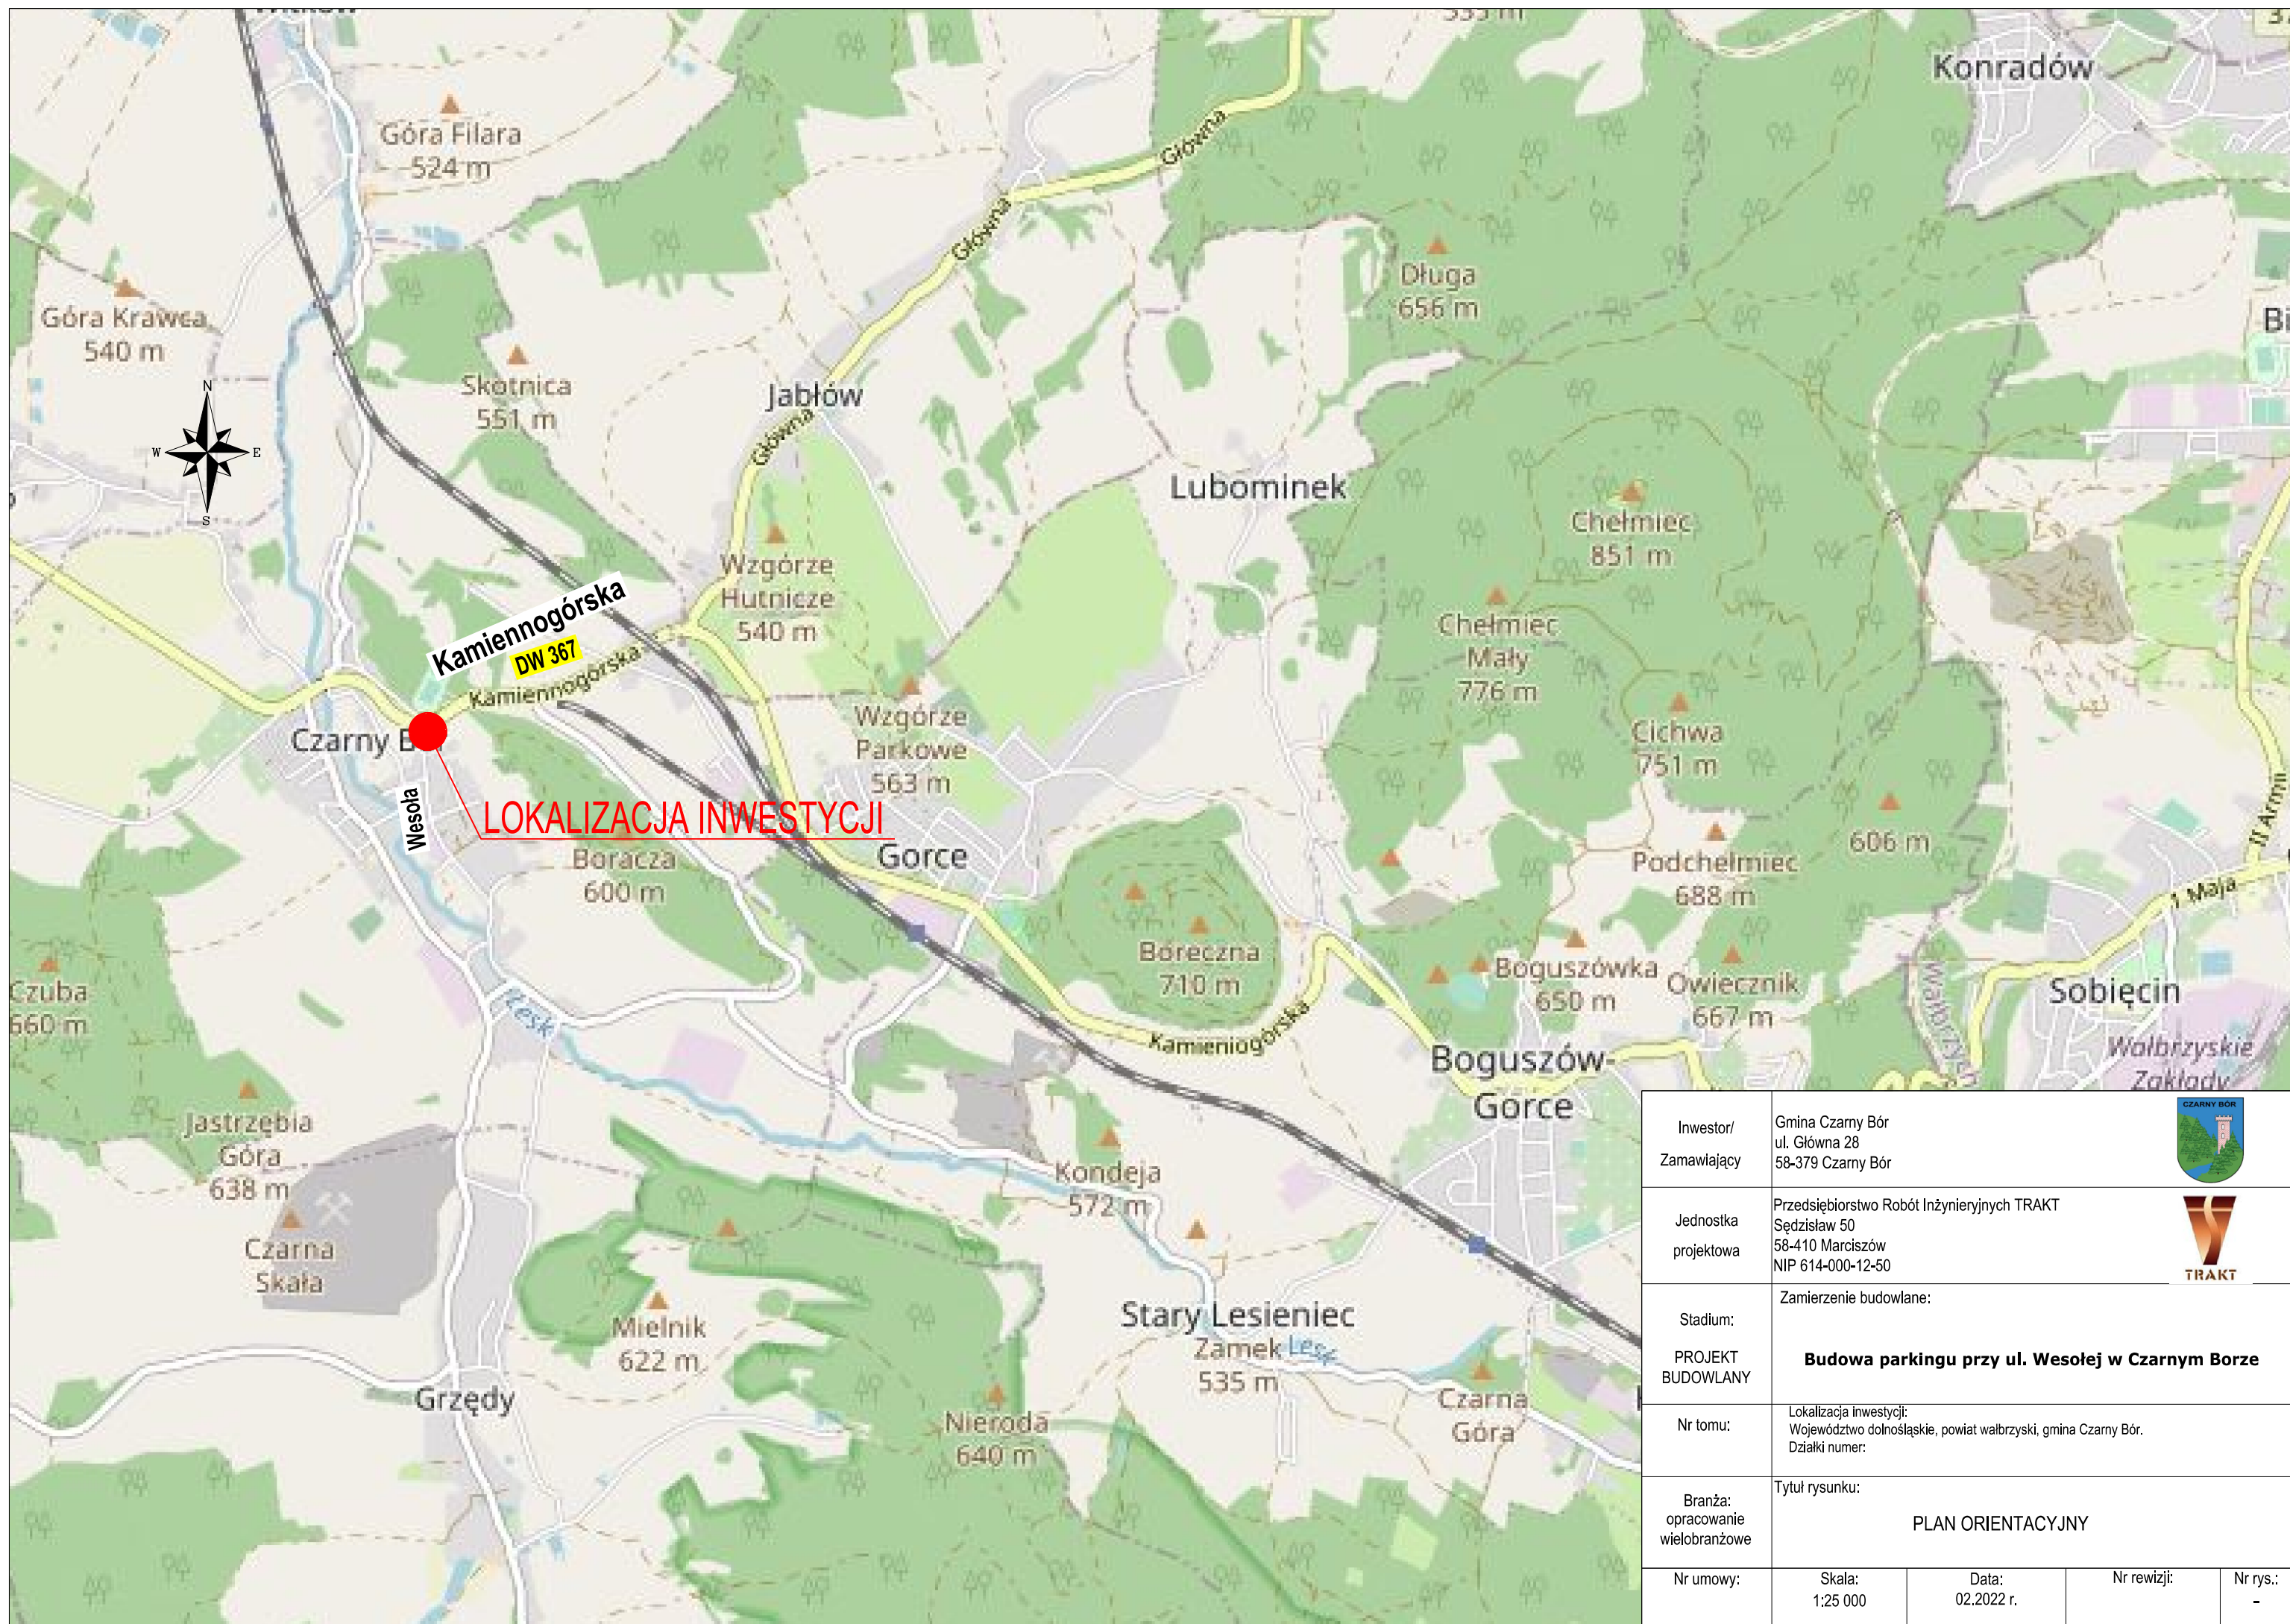 Konradów
Góra Filara
524 m
Główna
Główna
Długa
656 m
Góra Krawca
540 m
Skotnica
551 m
Jabłów
Główna
N
W
E
S
Lubominek
Chełmiec
851 m
Wzgórze
Hutnicze
540 m
Kamiennogórska
DW 367
Kamiennogórska
Chełmiec
Mały
776 m
Wzgórze
Parkowe
563 m
Cichwa
751 m
Czarny
Wesoła
LOKALIZACJA INWESTYCJI
Boracza
600 m
Gorce
606 m
Podchełmiec
688 m
II Armii
1 Maja
Boreczna
710 m
Boguszówka
650 m
Owiecznik
667 m
Sobięcin
Wałbrzych
Wałbrzyskie
Zakłady
Czuba
660 m
Lesk
Kamieniogórska
Boguszów-
Gorce
Jastrzębia
Góra
638 m
Czarna
Skała
Kondeja
572 m
Mielnik
622 m
Stary Lesieniec
Zamek
535 m
Lesk
Grzędy
Nieroda
640 m
Czarna
Góra
Inwestor/
Zamawiający
Gmina Czarny Bór
ul. Główna 28
58-379 Czarny Bór
CZARNY BÓR
Jednostka
projektowa
Przedsiębiorstwo Robót Inżynieryjnych TRAKT
Sędzisław 50
58-410 Marciszów
NIP 614-000-12-50
TRAKT
Stadium:
PROJEKT
BUDOWLANY
Zamierzenie budowlane:
Budowa parkingu przy ul. Wesołej w Czarnym Borze
Nr tomu:
Lokalizacja inwestycji:
Województwo dolnośląskie, powiat wałbrzyski, gmina Czarny Bór.
Działki numer:
Branża:
opracowanie
wielobranżowe
Tytuł rysunku:
PLAN ORIENTACYJNY
Nr umowy:
Skala:
1:25 000
Data:
02.2022 r.
Nr rewizji:
Nr rys.:
-